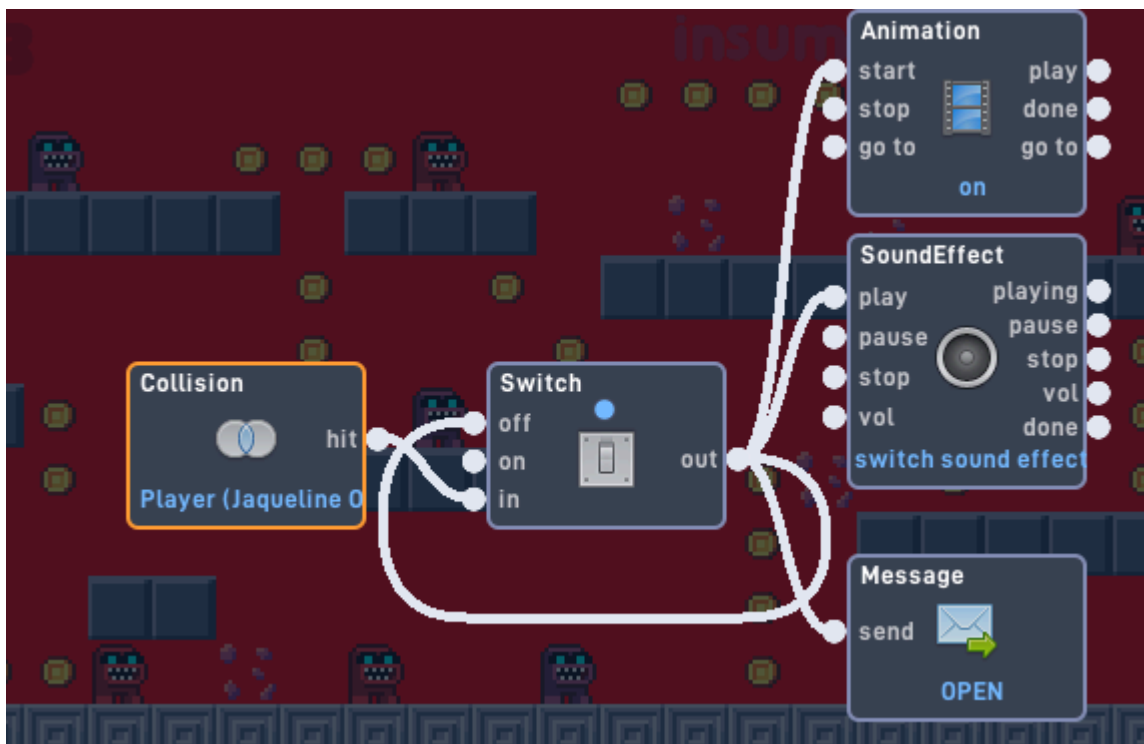 insum
Animation
start play
stop done
go to go to
on
SoundEffect
play playing
pause pause
stop stop
vol vol
done
switch sound effect
Collision
hit
Player (Jaqueline O
Switch
off
on
out
in
Message
send
OPEN